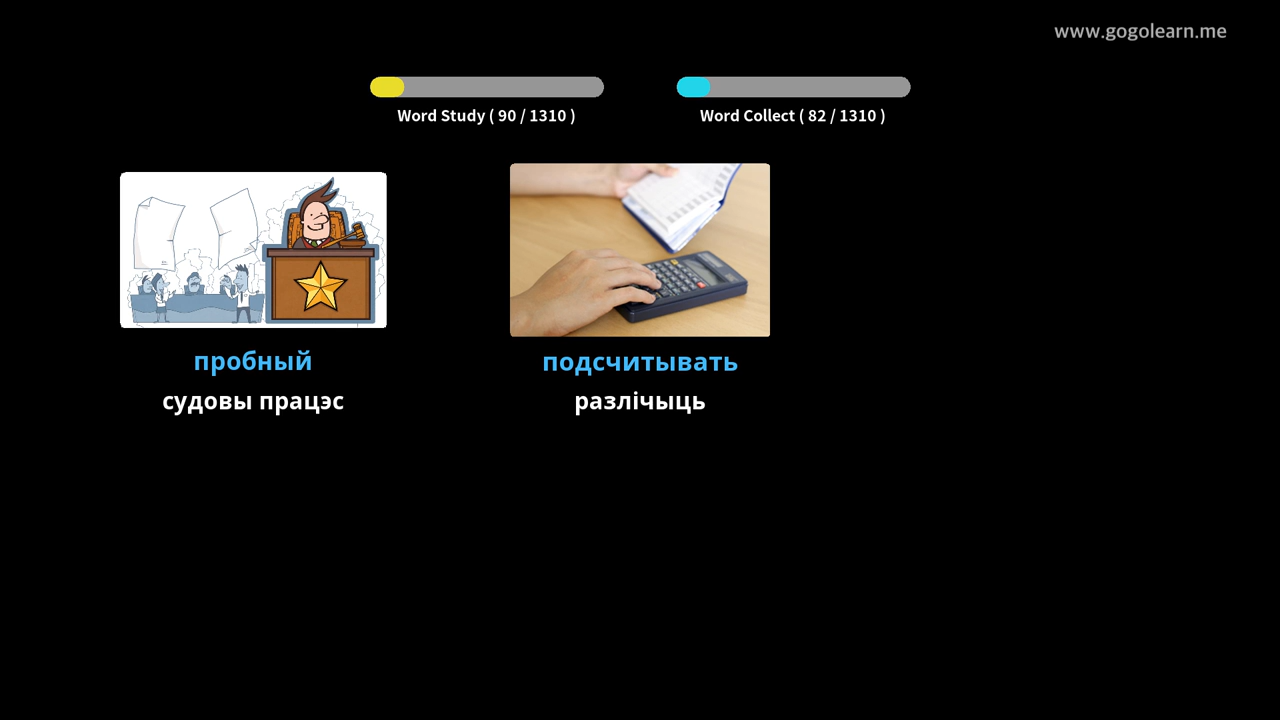 www.gogolearn.me
Word Study ( 90 / 1310 )
Word Collect ( 82 / 1310 )
пробный
судовы працэс
подсчитывать
разлічыць